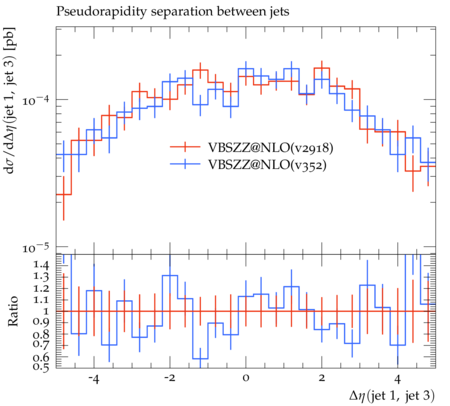 Pseudorapidity separation between jets
dσ/dΔη(jet 1, jet 3) [pb]
10⁻⁴
VBSZZ@NLO(v2918)
VBSZZ@NLO(v352)
10⁻⁵
Ratio
1.4
1.3
1.2
1.1
1
0.9
0.8
0.7
0.6
0.5
-4 -2 0 2 4
Δη(jet 1, jet 3)